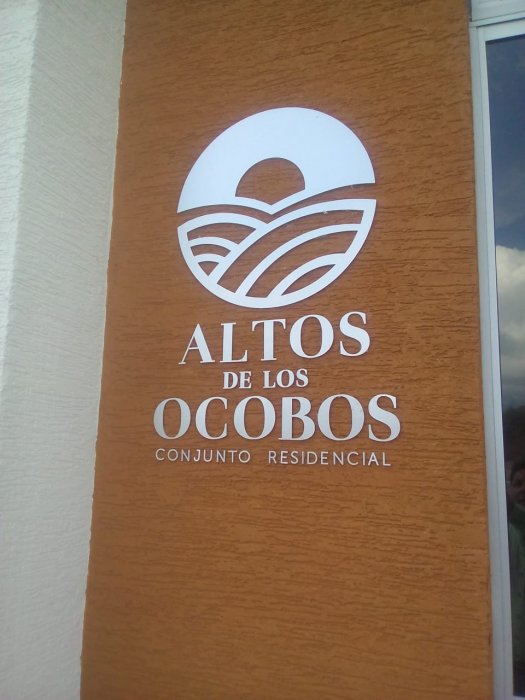 ALTOS
DE LOS
OCOBOS
CONJUNTO RESIDENCIAL